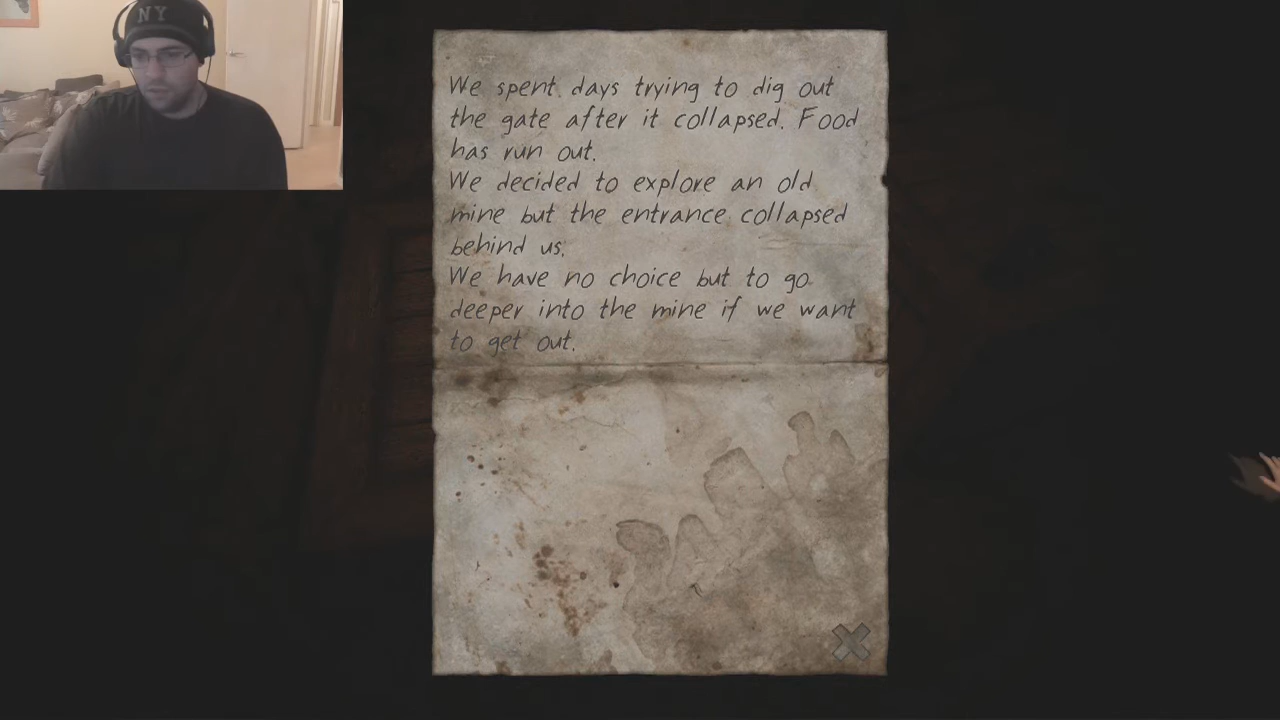 NY
We spent days trying to dig out
the gate after it collapsed. Food
has run out.
We decided to explore an old
mine but the entrance collapsed
behind us.
We have no choice but to go
deeper into the mine if we want
to get out.